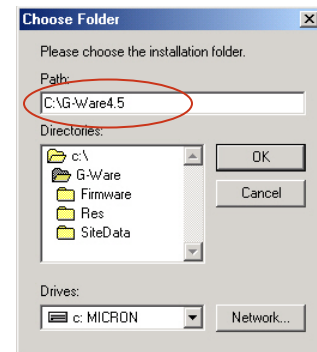 Choose Folder
Please choose the installation folder.
Path:
C:\G-Ware4.5
Directories:
c:\
OK
G-Ware
Firmware
Cancel
Res
SiteData
Drives:
c: MICRON
Network...